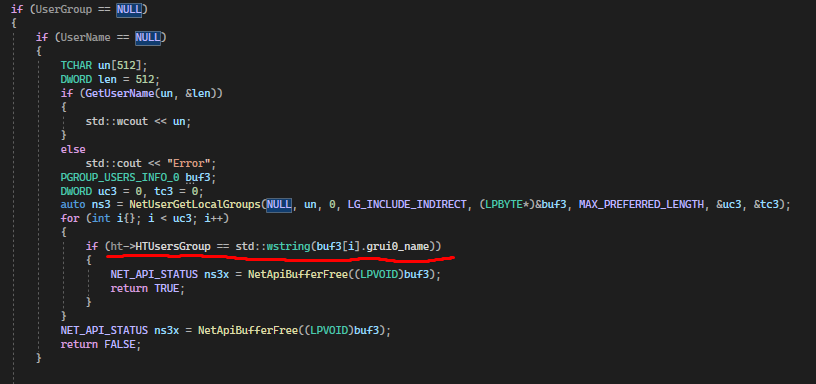 if (UserGroup == NULL)
{
if (UserName == NULL)
{
TCHAR un[512];
DWORD len = 512;
if (GetUserName(un, &len))
{
std::wcout << un;
}
else
std::cout << "Error";
PGROUP_USERS_INFO_0 buf3;
DWORD uc3 = 0, tc3 = 0;
auto ns3 = NetUserGetLocalGroups(NULL, un, 0, LG_INCLUDE_INDIRECT, (LPBYTE*)&buf3, MAX_PREFERRED_LENGTH, &uc3, &tc3);
for (int i{}; i < uc3; i++)
{
if (ht->HTUsersGroup == std::wstring(buf3[i].grui0_name))
{
NET_API_STATUS ns3x = NetApiBufferFree((LPVOID)buf3);
return TRUE;
}
}
NET_API_STATUS ns3x = NetApiBufferFree((LPVOID)buf3);
return FALSE;
}